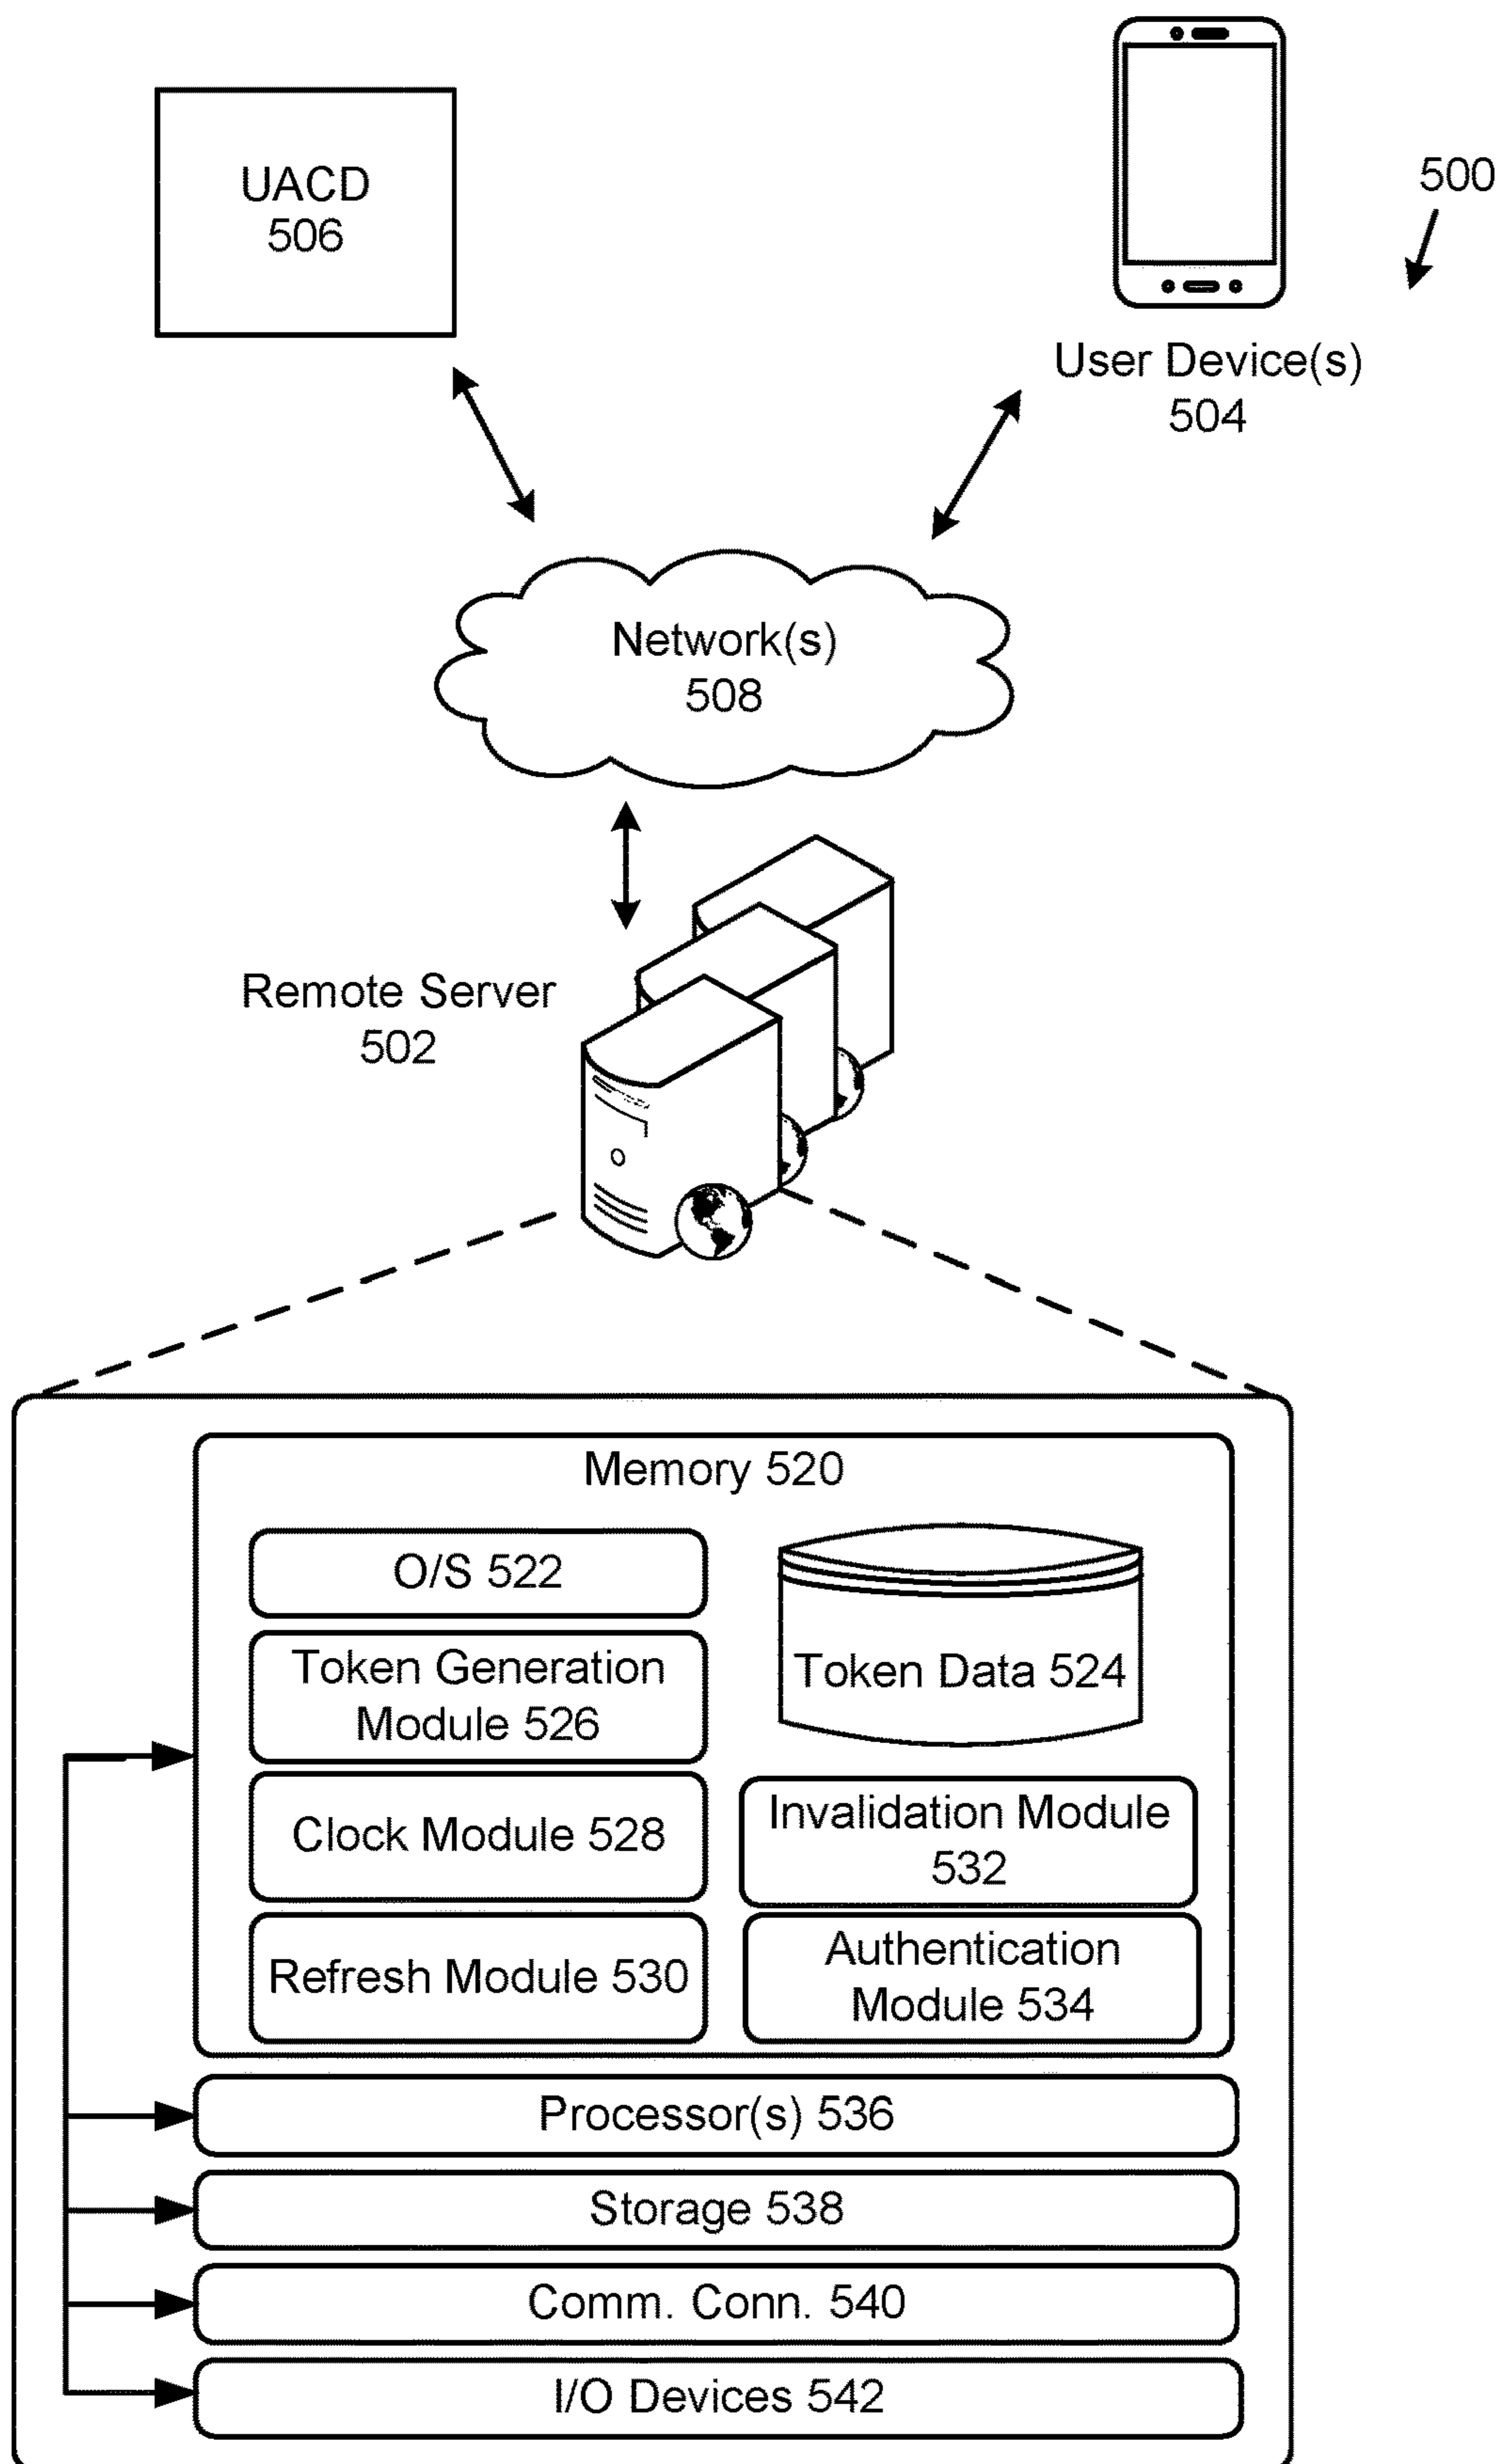 UACD
506
500
User Device(s)
504
Network(s)
508
Remote Server
502
Memory 520
O/S 522
Token Generation
Module 526
Token Data 524
Clock Module 528
Invalidation Module
532
Refresh Module 530
Authentication
Module 534
Processor(s) 536
Storage 538
Comm. Conn. 540
I/O Devices 542